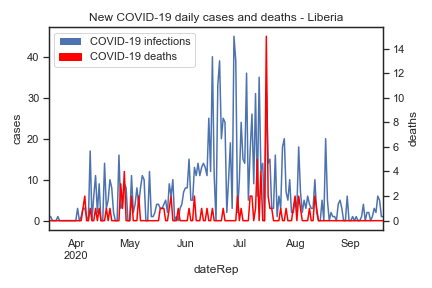 New COVID-19 daily cases and deaths - Liberia
COVID-19 infections
COVID-19 deaths
40
30
20
10
0
cases
14
12
10
8
6
4
2
0
deaths
Apr May Jun Jul Aug Sep
2020
dateRep